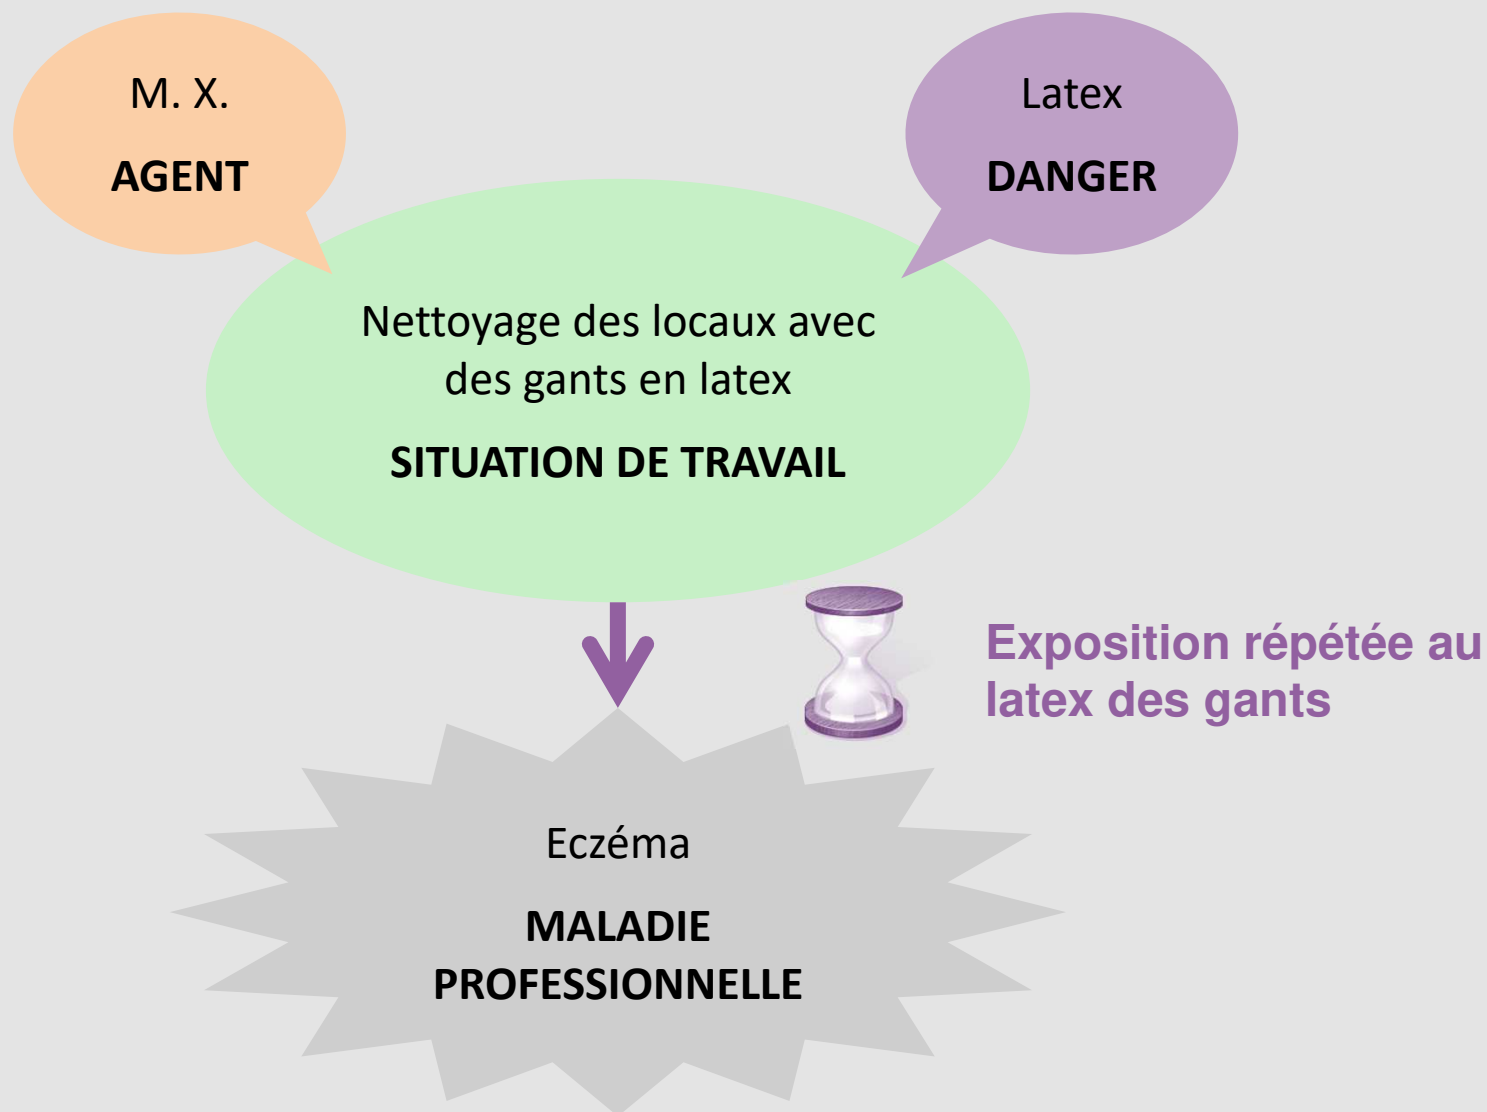 M. X.
AGENT
Latex
DANGER
Nettoyage des locaux avec
des gants en latex
SITUATION DE TRAVAIL
Exposition répétée au
latex des gants
Eczéma
MALADIE
PROFESSIONNELLE